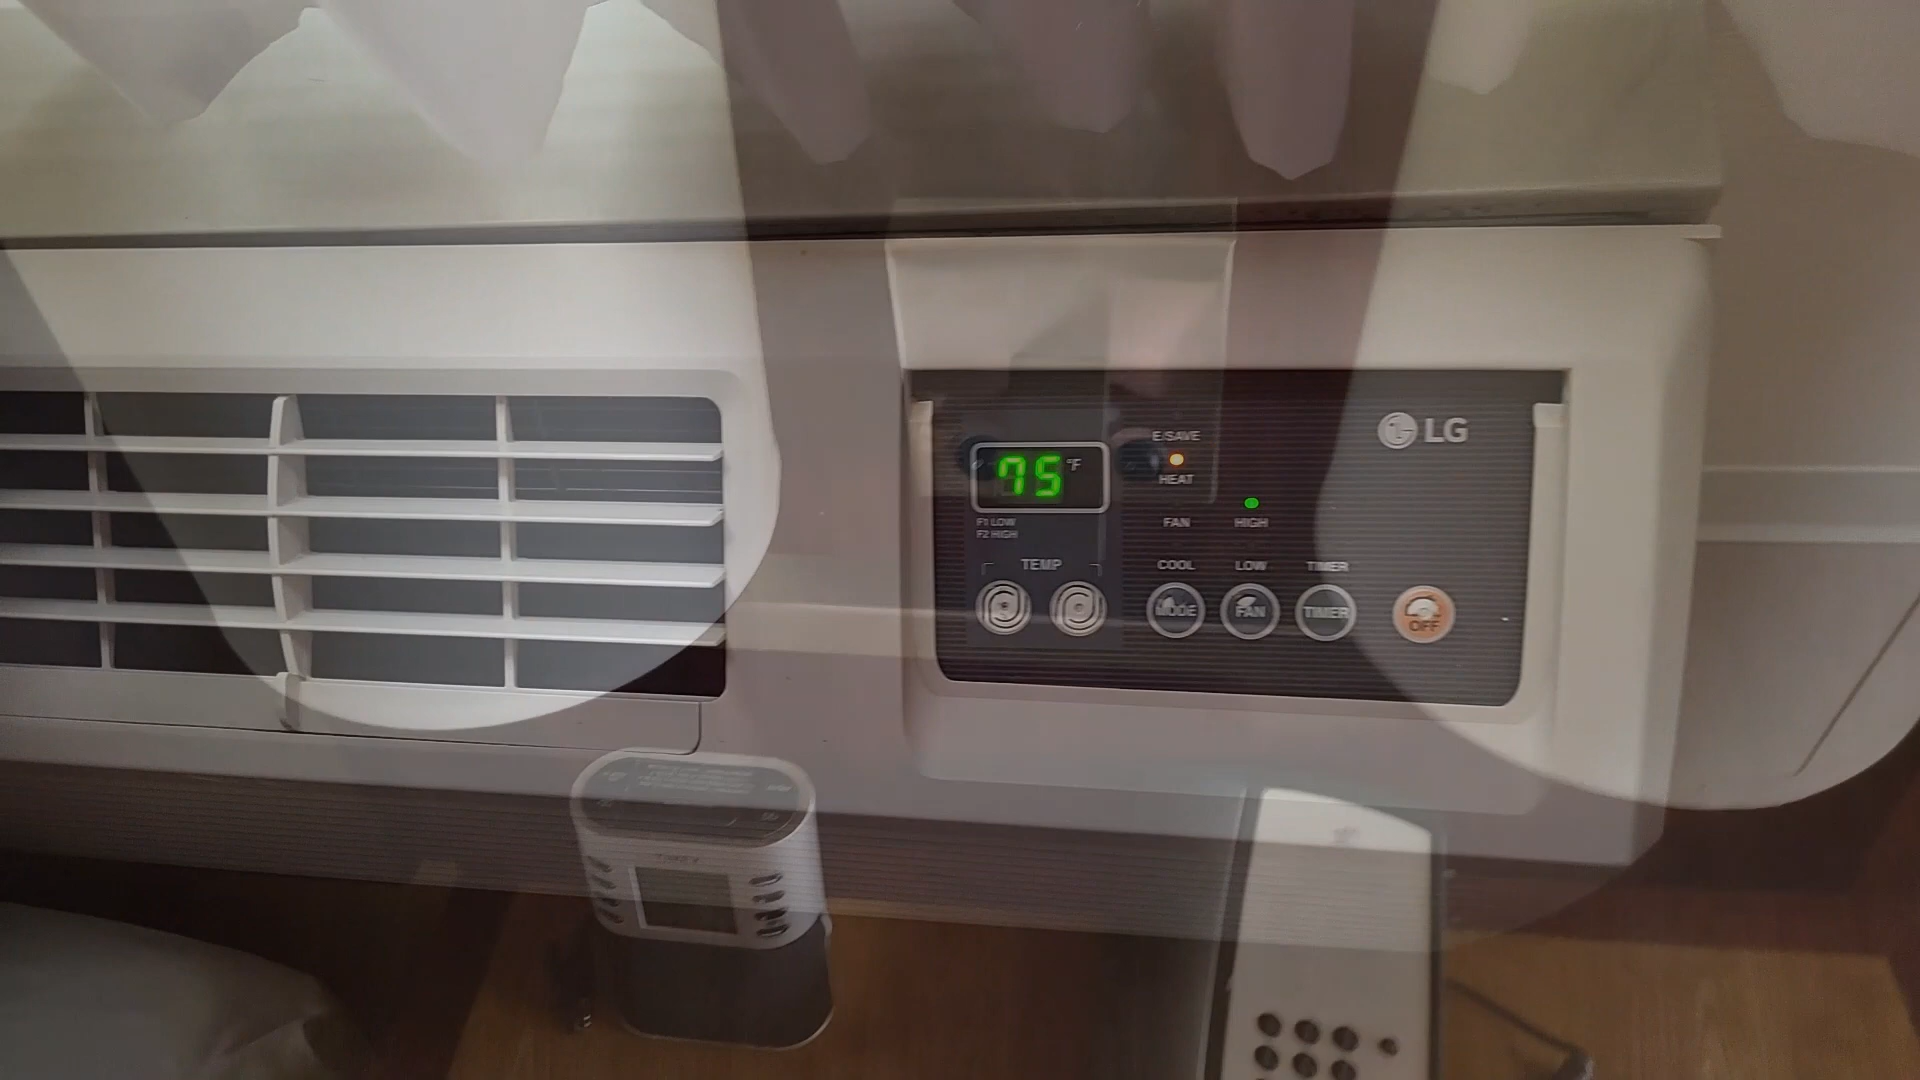 LG
E/SAVE
75 °F
HEAT
F1 LOW
F2 HIGH
FAN
HIGH
TEMP
COOL
LOW
TIMER
MODE
FAN
TIMER
OFF